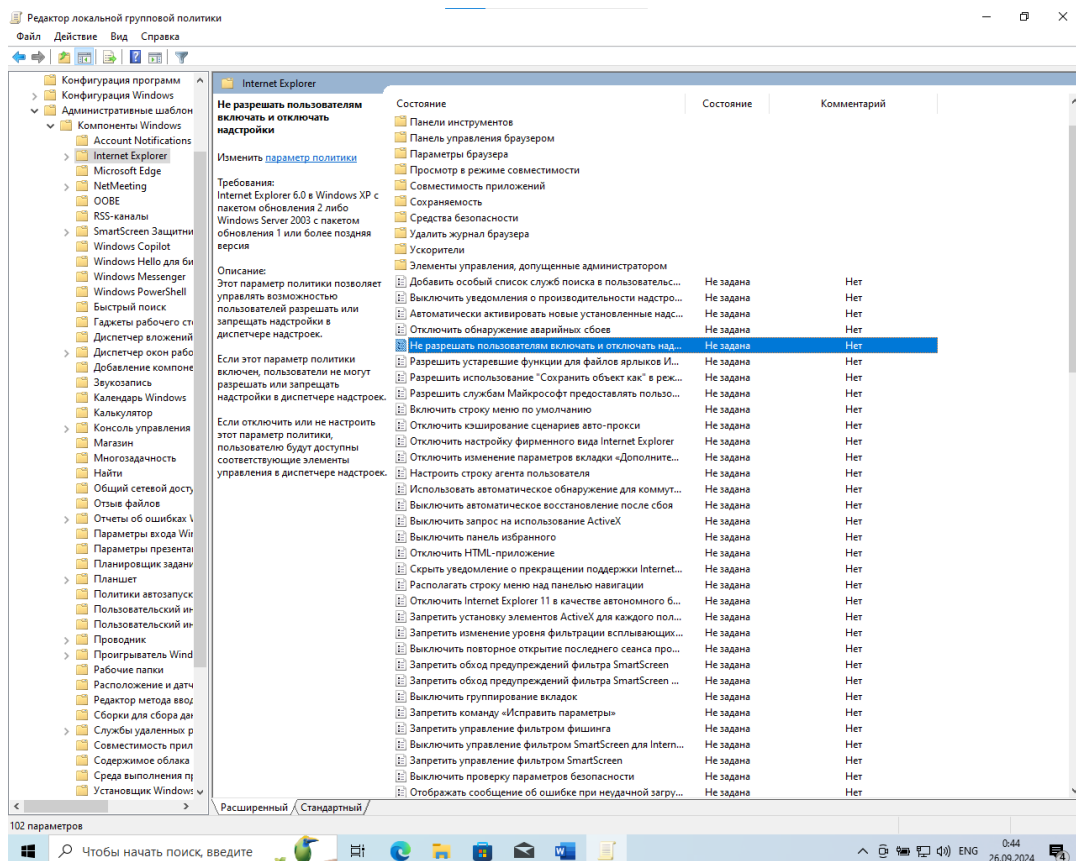 Редактор локальной групповой политики
Файл Действие Вид Справка
Конфигурация программ
Конфигурация Windows
Административные шаблон
Компоненты Windows
Account Notifications
Internet Explorer
Microsoft Edge
NetMeeting
OOBE
RSS-каналы
SmartScreen Защитни
Windows Copilot
Windows Hello для би
Windows Messenger
Windows PowerShell
Быстрый поиск
Гаджеты рабочего сто
Диспетчер вложений
Диспетчер окон рабо
Добавление компоне
Звукозапись
Календарь Windows
Калькулятор
Консоль управления
Магазин
Многозадачность
Найти
Общий сетевой досту
Отзыв файлов
Отчеты об ошибках W
Параметры входа Win
Параметры презента
Планировщик задани
Планшет
Политики автозапуск
Пользовательский ин
Пользовательский ин
Проводник
Проигрыватель Wind
Рабочие папки
Расположение и датч
Редактор метода ввод
Сборки для сбора дан
Службы удаленных р
Совместимость прил
Содержимое облака
Среда выполнения пр
Установщик Windows
Internet Explorer
Не разрешать пользователям
включать и отключать
надстройки
Изменить параметр политики
Требования:
Internet Explorer 6.0 в Windows XP с
пакетом обновления 2 либо
Windows Server 2003 с пакетом
обновления 1 или более поздняя
версия
Описание:
Этот параметр политики позволяет
управлять возможностью
пользователей разрешать или
запрещать надстройки в
диспетчере надстроек.
Если этот параметр политики
включен, пользователи не могут
разрешать или запрещать
надстройки в диспетчере надстроек.
Если отключить или не настроить
этот параметр политики,
пользователю будут доступны
соответствующие элементы
управления в диспетчере надстроек.
Состояние Состояние Комментарий
Панели инструментов
Панель управления браузером
Параметры браузера
Просмотр в режиме совместимости
Совместимость приложений
Сохраняемость
Средства безопасности
Удалить журнал браузера
Ускорители
Элементы управления, допущенные администратором
Добавить особый список служб поиска в пользовательс... Не задана Нет
Выключить уведомления о производительности надстро... Не задана Нет
Автоматически активировать новые установленные надс... Не задана Нет
Отключить обнаружение аварийных сбоев Не задана Нет
Не разрешать пользователям включать и отключать над... Не задана Нет
Разрешить устаревшие функции для файлов ярлыков И... Не задана Нет
Разрешить использование "Сохранить объект как" в реж... Не задана Нет
Разрешить службам Майкрософт предоставлять пользо... Не задана Нет
Включить строку меню по умолчанию Не задана Нет
Отключить кэширование сценариев авто-прокси Не задана Нет
Отключить настройку фирменного вида Internet Explorer Не задана Нет
Отключить изменение параметров вкладки «Дополните... Не задана Нет
Настроить строку агента пользователя Не задана Нет
Использовать автоматическое обнаружение для коммут... Не задана Нет
Выключить автоматическое восстановление после сбоя Не задана Нет
Выключить запрос на использование ActiveX Не задана Нет
Выключить панель избранного Не задана Нет
Отключить HTML-приложение Не задана Нет
Скрыть уведомление о прекращении поддержки Internet... Не задана Нет
Располагать строку меню над панелью навигации Не задана Нет
Отключить Internet Explorer 11 в качестве автономного б... Не задана Нет
Запретить установку элементов ActiveX для каждого пол... Не задана Нет
Запретить изменение уровня фильтрации всплывающих... Не задана Нет
Выключить повторное открытие последнего сеанса про... Не задана Нет
Запретить обход предупреждений фильтра SmartScreen Не задана Нет
Запретить обход предупреждений фильтра SmartScreen ... Не задана Нет
Выключить группирование вкладок Не задана Нет
Запретить команду «Исправить параметры» Не задана Нет
Запретить управление фильтром фишинга Не задана Нет
Выключить управление фильтром SmartScreen для Intern... Не задана Нет
Запретить управление фильтром SmartScreen Не задана Нет
Выключить проверку параметров безопасности Не задана Нет
Отображать сообщение об ошибке при неудачной загру... Не задана Нет
Расширенный Стандартный
102 параметров
Чтобы начать поиск, введите
ENG
0:44
26.09.2024
4